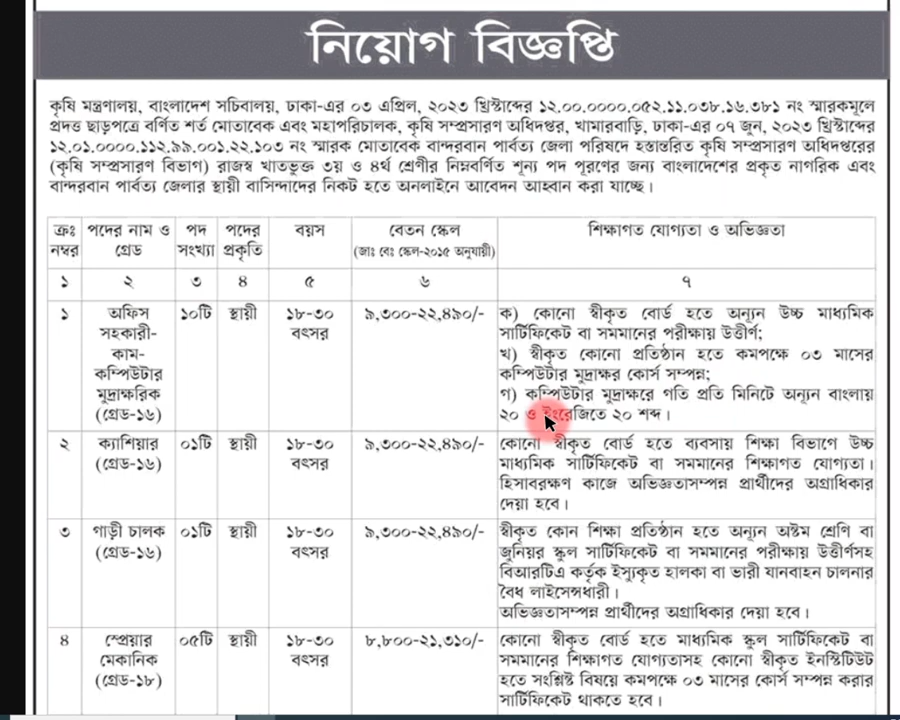 নিয়োগ বিজ্ঞপ্তি
কৃষি মন্ত্রণালয়, বাংলাদেশ সচিবালয়, ঢাকা-এর ০৩ এপ্রিল, ২০২৩ খ্রিস্টাব্দের ১২.০০.০০০০.০৫২.১১.০৩৮.১৬.৩৮১ নং স্মারকমূলে
প্রদত্ত ছাড়পত্রে বর্ণিত শর্ত মোতাবেক এবং মহাপরিচালক, কৃষি সম্প্রসারণ অধিদপ্তর, খামারবাড়ি, ঢাকা-এর ০৭ জুন, ২০২৩ খ্রিস্টাব্দের
১২.০১.০০০০.১১২.৯৯.০০১.২২.১০৩ নং স্মারক মোতাবেক বান্দরবান পার্বত্য জেলা পরিষদে হস্তান্তরিত কৃষি সম্প্রসারণ অধিদপ্তরের
(কৃষি সম্প্রসারণ বিভাগ) রাজস্ব খাতভুক্ত ৩য় ও ৪র্থ শ্রেণীর নিম্নবর্ণিত শূন্য পদ পূরণের জন্য বাংলাদেশের প্রকৃত নাগরিক এবং
বান্দরবান পার্বত্য জেলার স্থায়ী বাসিন্দাদের নিকট হতে অনলাইনে আবেদন আহ্বান করা যাচ্ছে।
ক্রঃ নম্বর পদের নাম ও গ্রেড পদ সংখ্যা পদের প্রকৃতি বয়স বেতন স্কেল (জাঃ বেঃ স্কেল-২০১৫ অনুযায়ী) শিক্ষাগত যোগ্যতা ও অভিজ্ঞতা
১ ২ ৩ ৪ ৫ ৬ ৭
১ অফিস ১০টি স্থায়ী ১৮-৩০ ৯,৩০০-২২,৪৯০/- ক) কোনো স্বীকৃত বোর্ড হতে অন্যূন উচ্চ মাধ্যমিক
সহকারী- বৎসর সার্টিফিকেট বা সমমানের পরীক্ষায় উত্তীর্ণ;
কাম- খ) স্বীকৃত কোনো প্রতিষ্ঠান হতে কমপক্ষে ০৩ মাসের
কম্পিউটার কম্পিউটার মুদ্রাক্ষর কোর্স সম্পন্ন;
মুদ্রাক্ষরিক গ) কম্পিউটার মুদ্রাক্ষরে গতি প্রতি মিনিটে অন্যূন বাংলায়
(গ্রেড-১৬) ২০ ও ইংরেজিতে ২০ শব্দ।
২ ক্যাশিয়ার ০১টি স্থায়ী ১৮-৩০ ৯,৩০০-২২,৪৯০/- কোনো স্বীকৃত বোর্ড হতে ব্যবসায় শিক্ষা বিভাগে উচ্চ
(গ্রেড-১৬) বৎসর মাধ্যমিক সার্টিফিকেট বা সমমানের শিক্ষাগত যোগ্যতা।
হিসাবরক্ষণ কাজে অভিজ্ঞতাসম্পন্ন প্রার্থীদের অগ্রাধিকার
দেয়া হবে।
৩ গাড়ী চালক ০১টি স্থায়ী ১৮-৩০ ৯,৩০০-২২,৪৯০/- স্বীকৃত কোন শিক্ষা প্রতিষ্ঠান হতে অন্যূন অষ্টম শ্রেণি বা
(গ্রেড-১৬) বৎসর জুনিয়র স্কুল সার্টিফিকেট বা সমমানের পরীক্ষায় উত্তীর্ণসহ
বিআরটিএ কর্তৃক ইস্যুকৃত হালকা বা ভারী যানবাহন চালনার
বৈধ লাইসেন্সধারী।
অভিজ্ঞতাসম্পন্ন প্রার্থীদের অগ্রাধিকার দেয়া হবে।
৪ স্প্রেয়ার ০৫টি স্থায়ী ১৮-৩০ ৮,৮০০-২১,৩১০/- কোনো স্বীকৃত বোর্ড হতে মাধ্যমিক স্কুল সার্টিফিকেট বা
মেকানিক বৎসর সমমানের শিক্ষাগত যোগ্যতাসহ কোনো স্বীকৃত ইনস্টিটিউট
(গ্রেড-১৮) হতে সংশ্লিষ্ট বিষয়ে কমপক্ষে ০৩ মাসের কোর্স সম্পন্ন করার
সার্টিফিকেট থাকতে হবে।